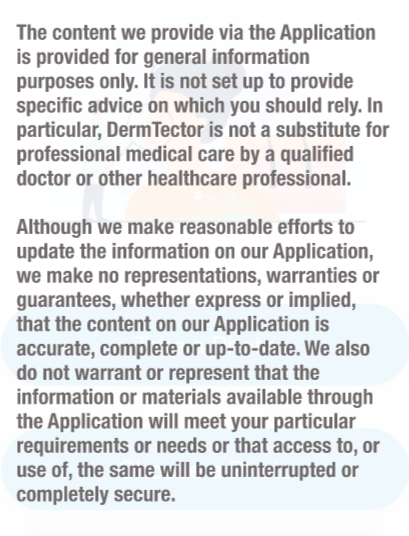 The content we provide via the Application
is provided for general information
purposes only. It is not set up to provide
specific advice on which you should rely. In
particular, DermTector is not a substitute for
professional medical care by a qualified
doctor or other healthcare professional.
Although we make reasonable efforts to
update the information on our Application,
we make no representations, warranties or
guarantees, whether express or implied,
that the content on our Application is
accurate, complete or up-to-date. We also
do not warrant or represent that the
information or materials available through
the Application will meet your particular
requirements or needs or that access to, or
use of, the same will be uninterrupted or
completely secure.